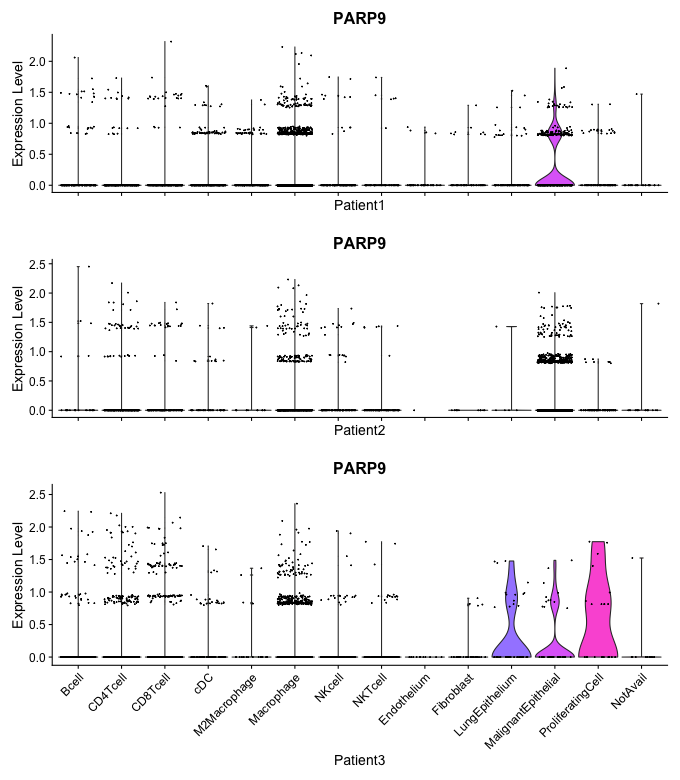 PARP9
Expression Level
2.0
1.5
1.0
0.5
0.0
Patient1
PARP9
Expression Level
2.5
2.0
1.5
1.0
0.5
0.0
Patient2
PARP9
Expression Level
2.5
2.0
1.5
1.0
0.5
0.0
Bcell
CD4Tcell
CD8Tcell
cDC
M2Macrophage
Macrophage
NKcell
NKTcell
Endothelium
Fibroblast
LungEpithelium
MalignantEpithelial
ProliferatingCell
NotAvail
Patient3